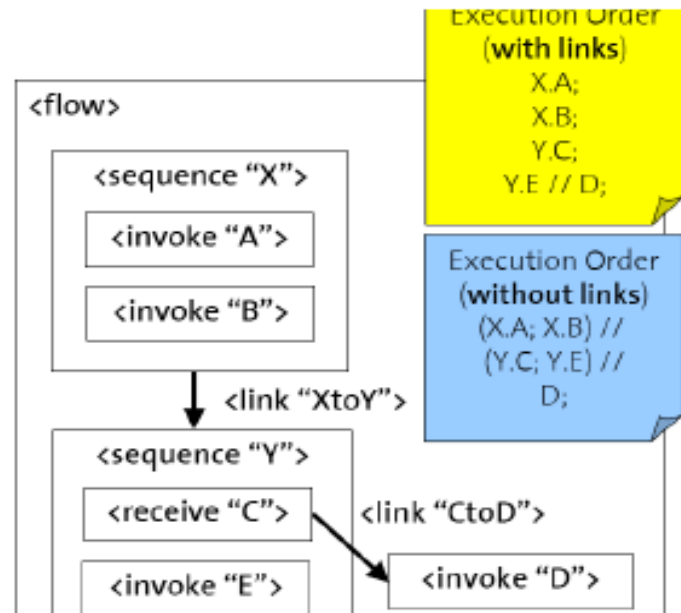 Execution Order
(with links)
X.A;
X.B;
Y.C;
Y.E // D;
<flow>
<sequence “X”>
<invoke “A”>
<invoke “B”>
Execution Order
(without links)
(X.A; X.B) //
(Y.C; Y.E) //
D;
<link “XtoY”>
<sequence “Y”>
<receive “C”>
<link “CtoD”>
<invoke “E”>
<invoke “D”>